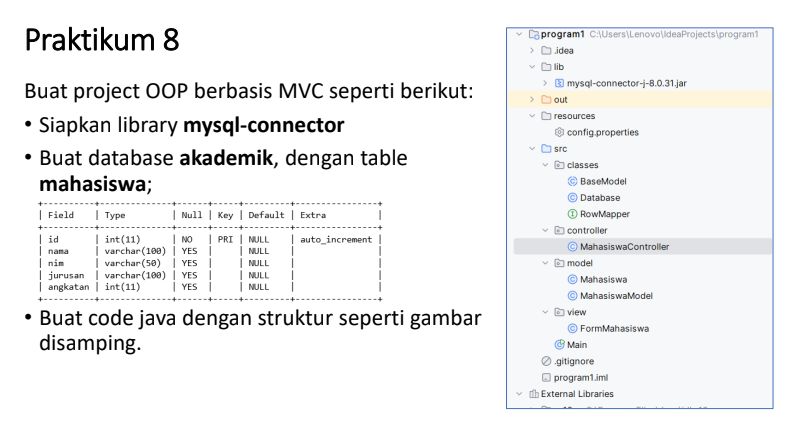 Praktikum 8
Buat project OOP berbasis MVC seperti berikut:
• Siapkan library mysql-connector
• Buat database akademik, dengan table
mahasiswa;
+----------+--------------+------+-----+---------+----------------+
| Field    | Type         | Null | Key | Default | Extra          |
+----------+--------------+------+-----+---------+----------------+
| id       | int(11)      | NO   | PRI | NULL    | auto_increment |
| nama     | varchar(100) | YES  |     | NULL    |                |
| nim      | varchar(50)  | YES  |     | NULL    |                |
| jurusan  | varchar(100) | YES  |     | NULL    |                |
| angkatan | int(11)      | YES  |     | NULL    |                |
+----------+--------------+------+-----+---------+----------------+
• Buat code java dengan struktur seperti gambar
disamping.
program1 C:\Users\Lenovo\IdeaProjects\program1
.idea
lib
mysql-connector-j-8.0.31.jar
out
resources
config.properties
src
classes
BaseModel
Database
RowMapper
controller
MahasiswaController
model
Mahasiswa
MahasiswaModel
view
FormMahasiswa
Main
.gitignore
program1.iml
External Libraries